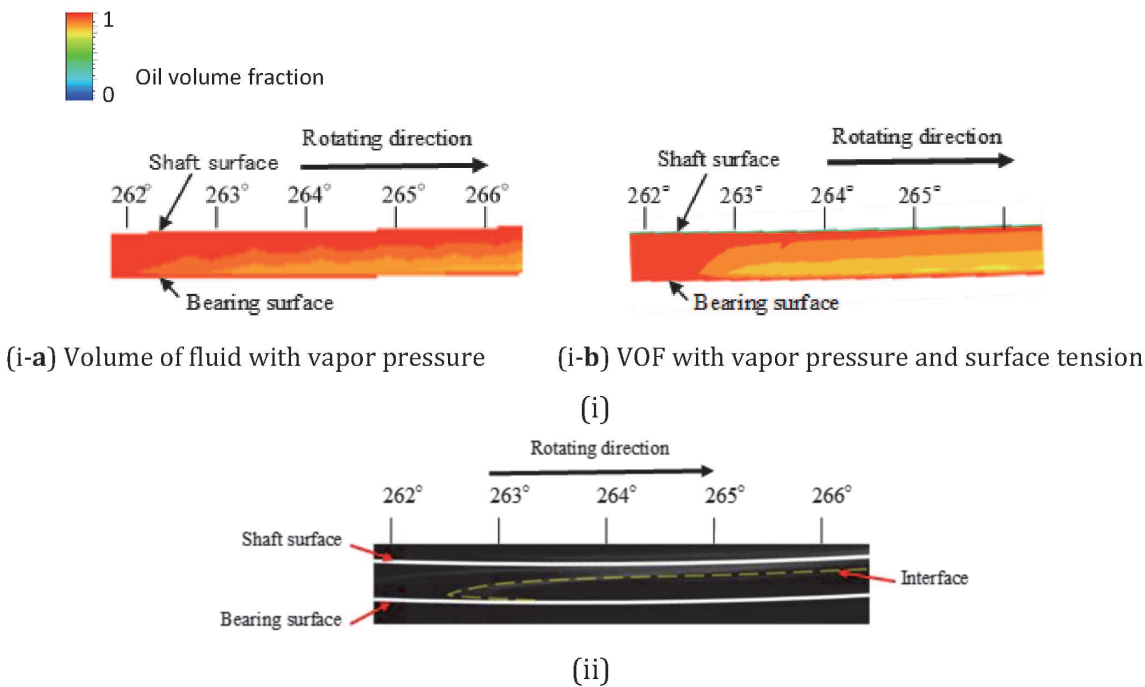 1
Oil volume fraction
0
Rotating direction
Shaft surface
262° 263° 264° 265° 266°
Bearing surface
Rotating direction
Shaft surface
262° 263° 264° 265°
Bearing surface
(i-a) Volume of fluid with vapor pressure
(i-b) VOF with vapor pressure and surface tension
(i)
Rotating direction
262° 263° 264° 265° 266°
Shaft surface
Interface
Bearing surface
(ii)